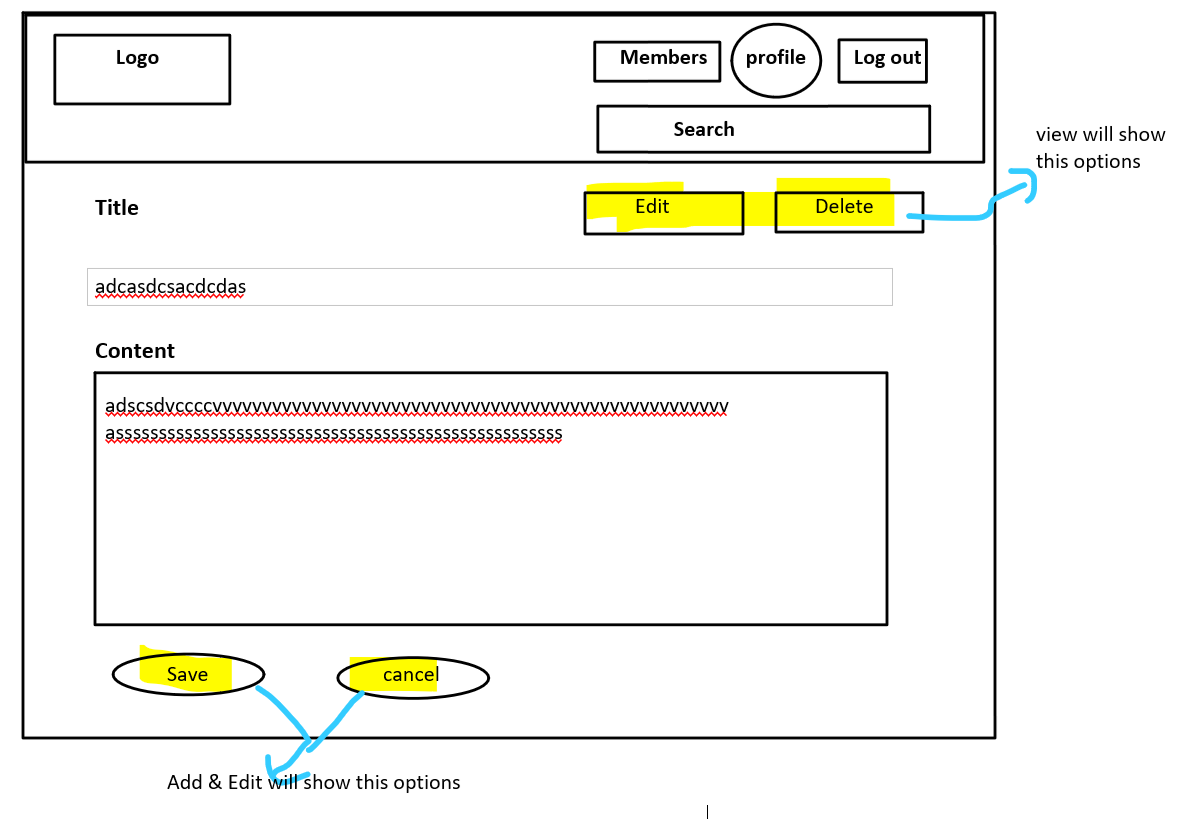 Logo
Members
profile
Log out
Search
view will show
this options
Title
Edit
Delete
adcasdcsacdcdas
Content
adscsdvccccvvvvvvvvvvvvvvvvvvvvvvvvvvvvvvvvvvvvvvvvvvvvvvvvvvvv
asssssssssssssssssssssssssssssssssssssssssssssssssssss
Save
cancel
Add & Edit will show this options